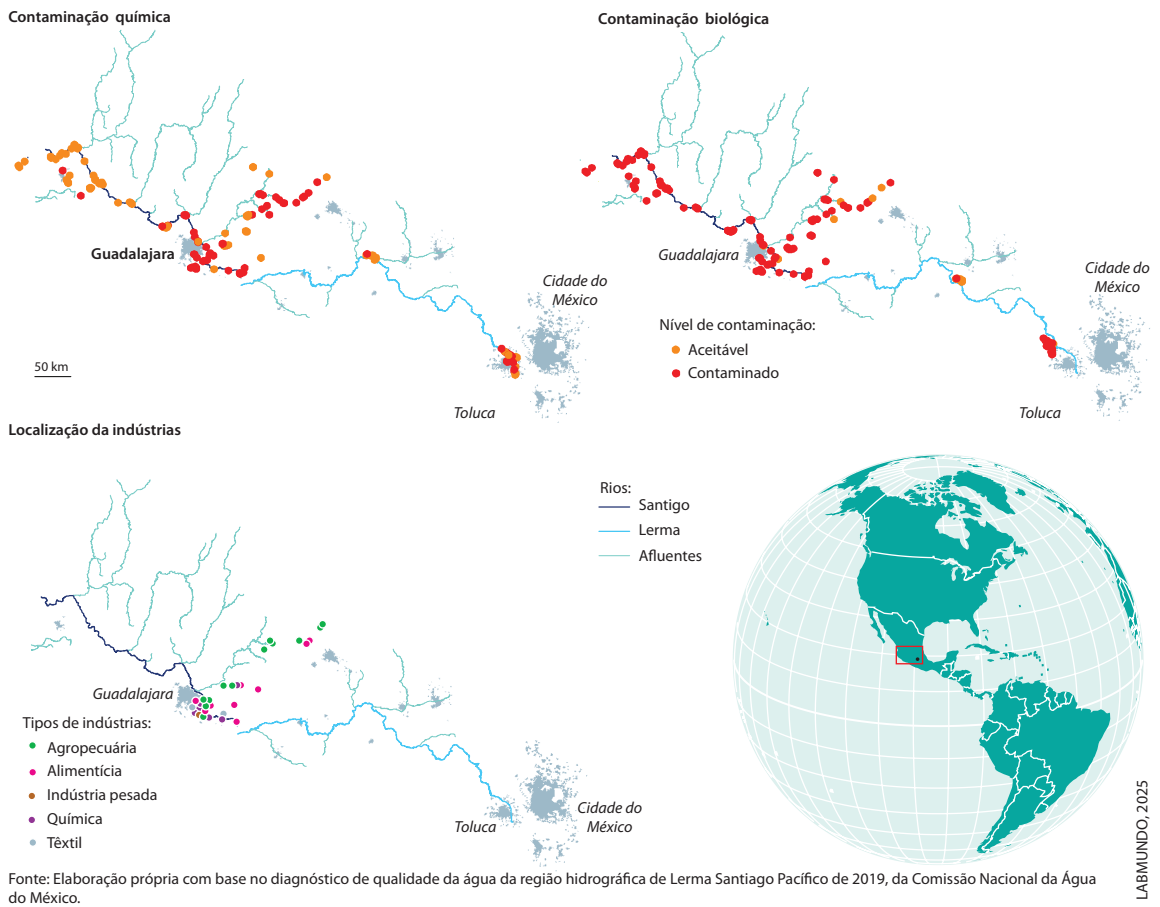 Contaminação química
Guadalajara
Cidade do
México
50 km
Toluca
Contaminação biológica
Guadalajara
Cidade do
México
Nível de contaminação:
Aceitável
Contaminado
Toluca
Localização da indústrias
Guadalajara
Tipos de indústrias:
Agropecuária
Alimentícia
Indústria pesada
Química
Têxtil
Toluca
Cidade do
México
Rios:
Santigo
Lerma
Afluentes
LABMUNDO, 2025
Fonte: Elaboração própria com base no diagnóstico de qualidade da água da região hidrográfica de Lerma Santiago Pacífico de 2019, da Comissão Nacional da Água
do México.